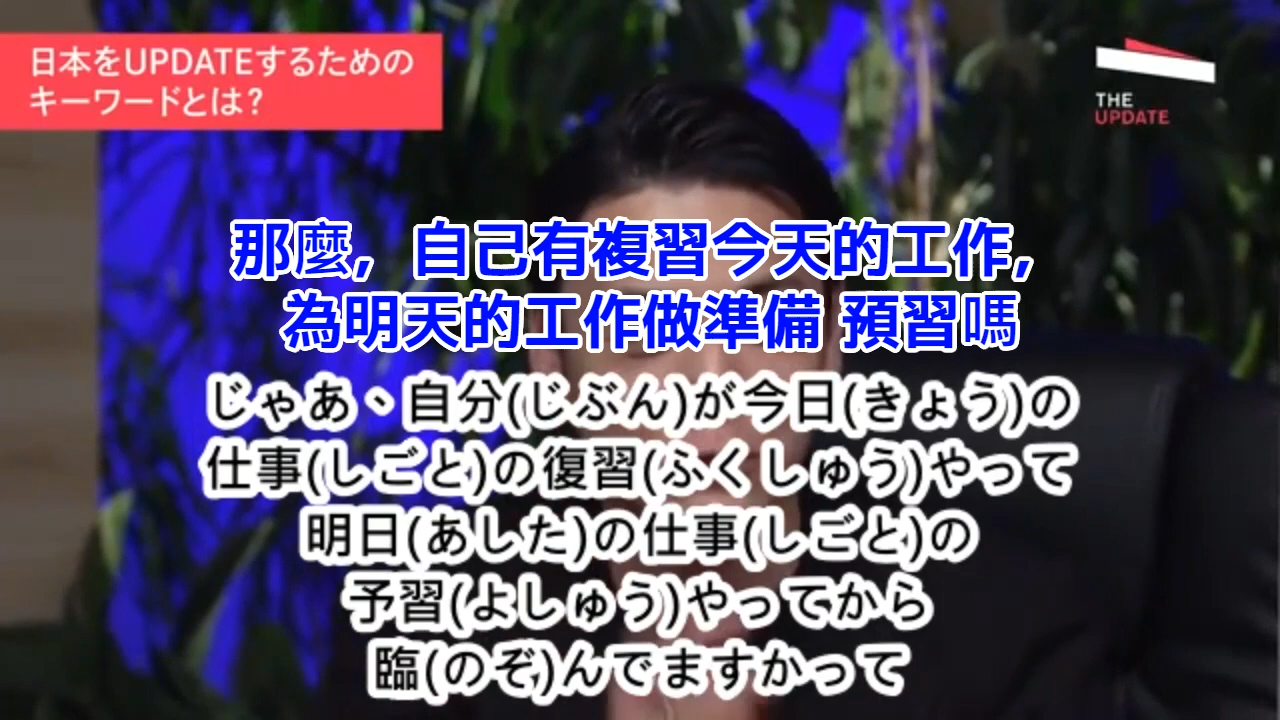 日本をUPDATEするための
キーワードとは?
THE
UPDATE
那麼，自己有複習今天的工作，
為明天的工作做準備 預習嗎
じゃあ、自分(じぶん)が今日(きょう)の
仕事(しごと)の復習(ふくしゅう)やって
明日(あした)の仕事(しごと)の
予習(よしゅう)やってから
臨(のぞ)んでますかって